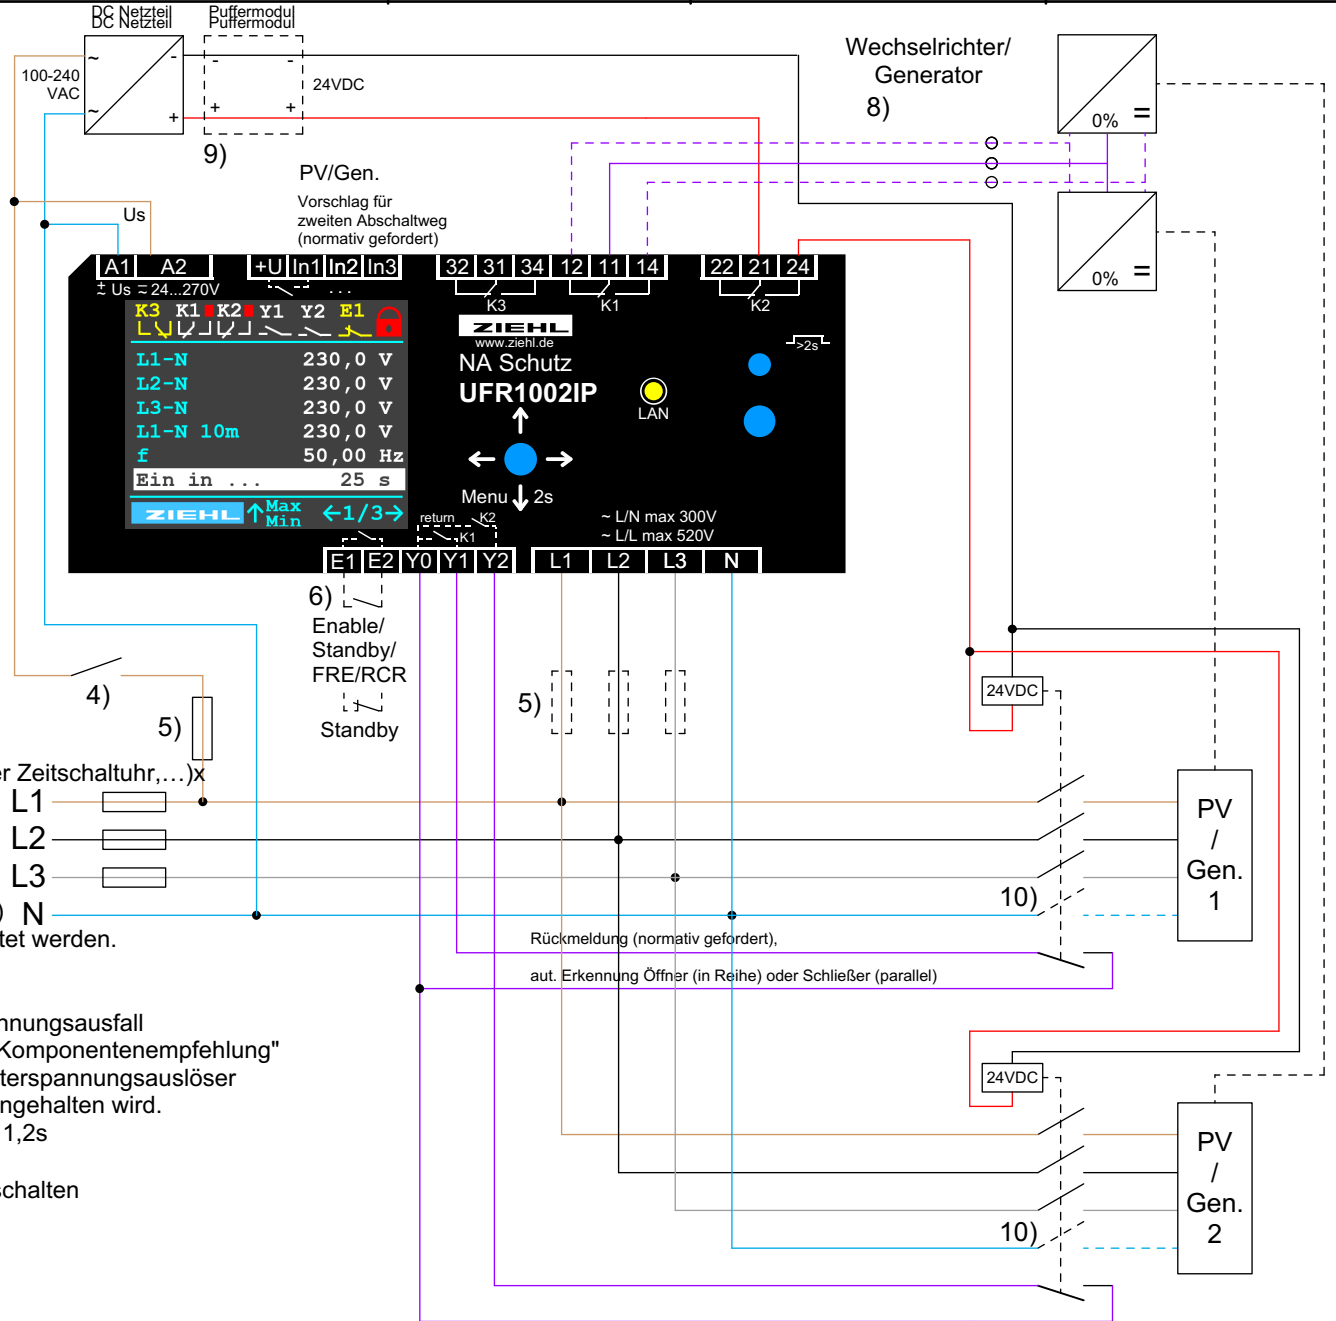 DC Netzteil
DC Netzteil
Puffermodul
Puffermodul
100-240
VAC
~
~
-
+
-
-
+
+
24VDC
9)
Wechselrichter/
Generator
8)
0% =
0% =
PV/Gen.
Vorschlag für
zweiten Abschaltweg
(normativ gefordert)
Us
A1 A2
+U In1 In2 In3
32 31 34 12 11 14
22 21 24
± Us ≂ 24...270V
...
K3
K1
K2
K3 K1 K2 Y1 Y2 E1
L1-N 230,0 V
L2-N 230,0 V
L3-N 230,0 V
L1-N 10m 230,0 V
f 50,00 Hz
Ein in ... 25 s
ZIEHL ↑ Max
Min
←1/3→
ZIEHL
www.ziehl.de
NA Schutz
UFR1002IP
LAN
>2s
Menu 2s
return
K2
K1
~ L/N max 300V
~ L/L max 520V
E1 E2 Y0 Y1 Y2
L1 L2 L3 N
6)
Enable/
Standby/
FRE/RCR
Standby
4)
5)
5)
24VDC
er Zeitschaltuhr,...)x
L1
L2
L3
) N
tet werden.
10)
PV
/
Gen.
1
Rückmeldung (normativ gefordert),
aut. Erkennung Öffner (in Reihe) oder Schließer (parallel)
nnungsausfall
Komponentenempfehlung"
terspannungsauslöser
ngehalten wird.
1,2s
schalten
24VDC
10)
PV
/
Gen.
2